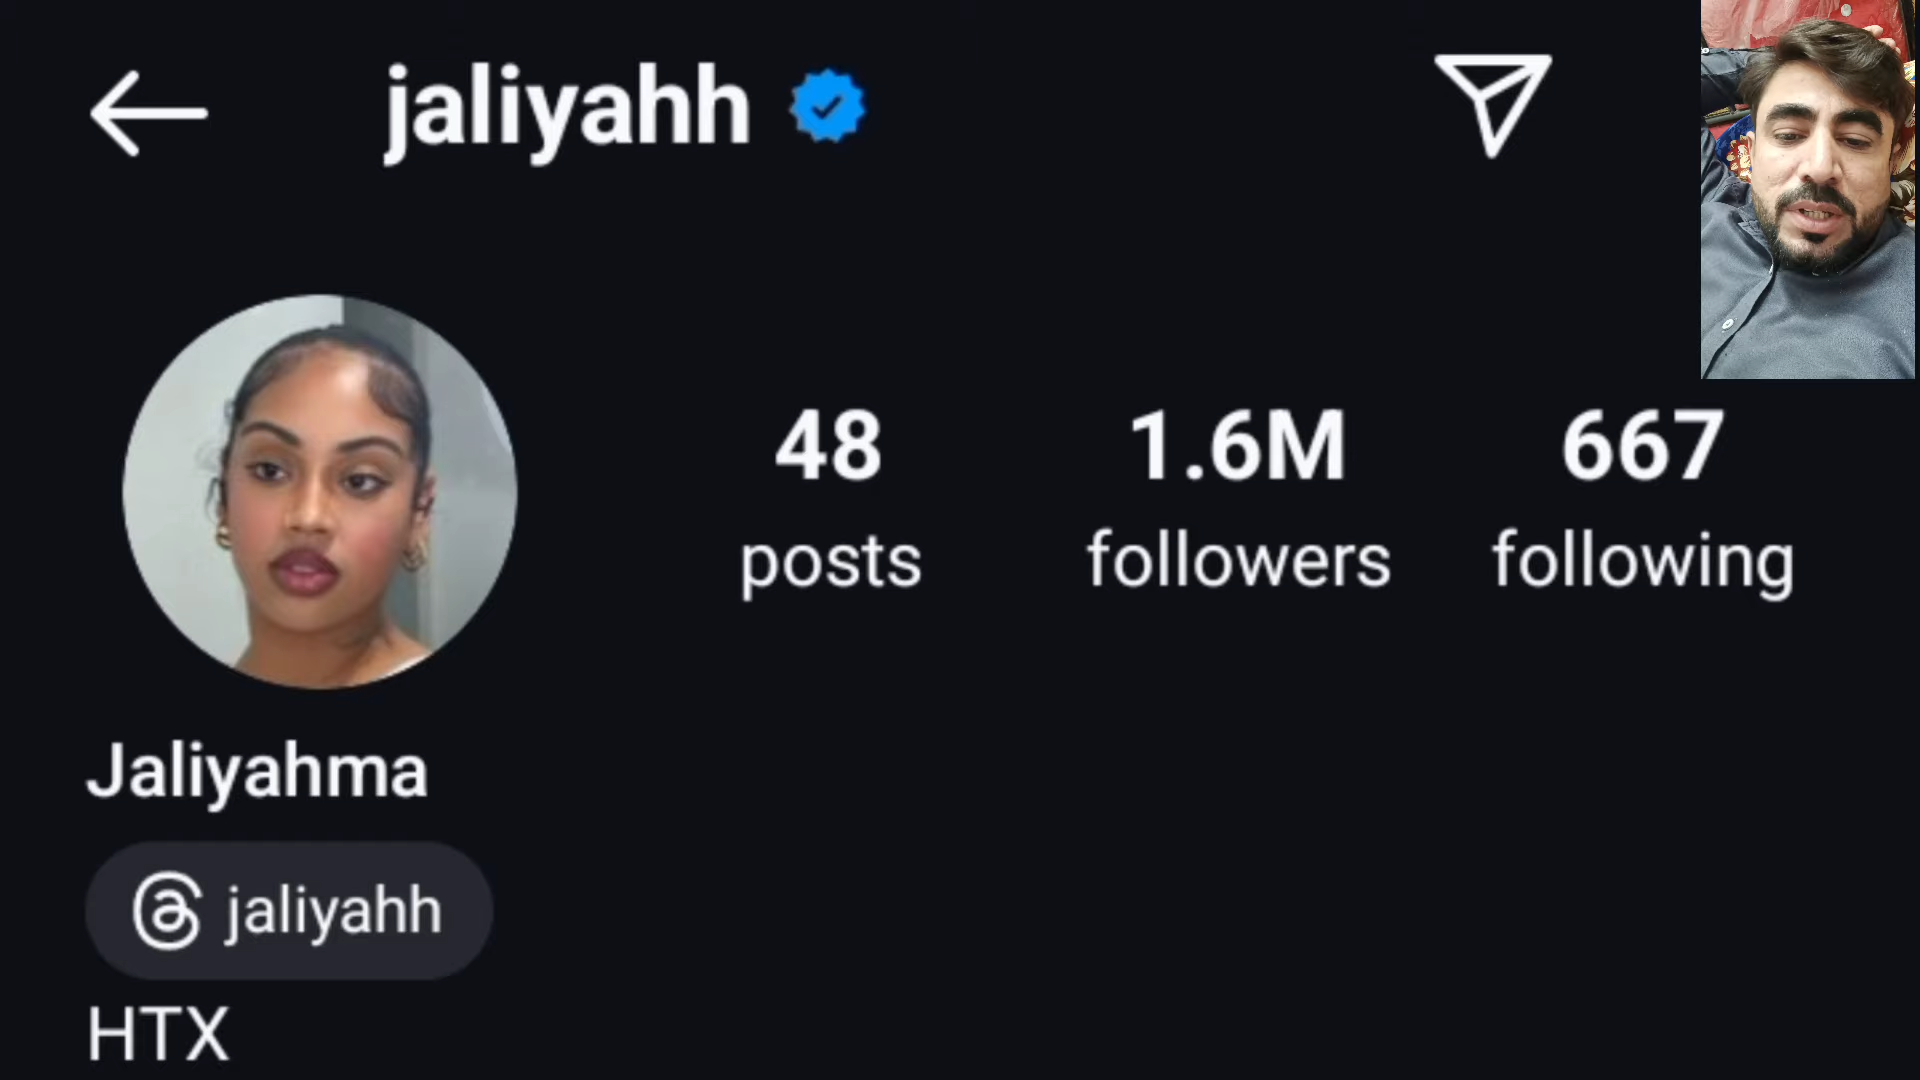 jaliyahh
48 1.6M 667
posts followers following
Jaliyahma
jaliyahh
HTX